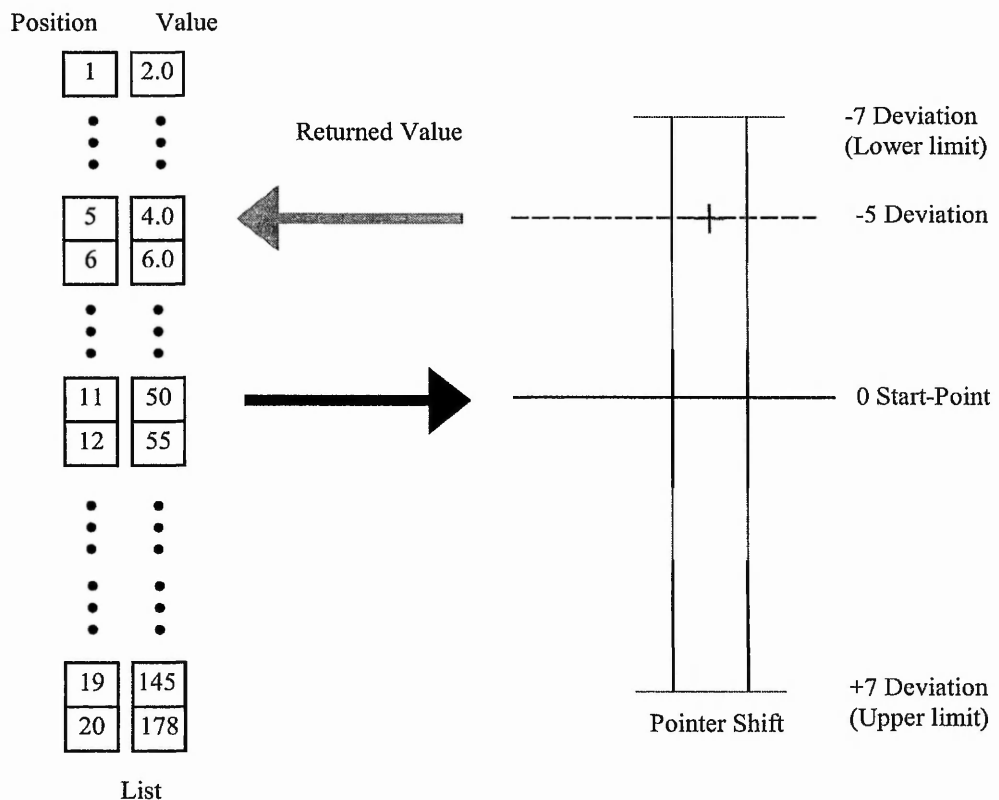 Position Value
1 2.0
Returned Value
-7 Deviation
(Lower limit)
5 4.0
-5 Deviation
6 6.0
11 50
0 Start-Point
12 55
19 145
+7 Deviation
20 178
(Upper limit)
Pointer Shift
List